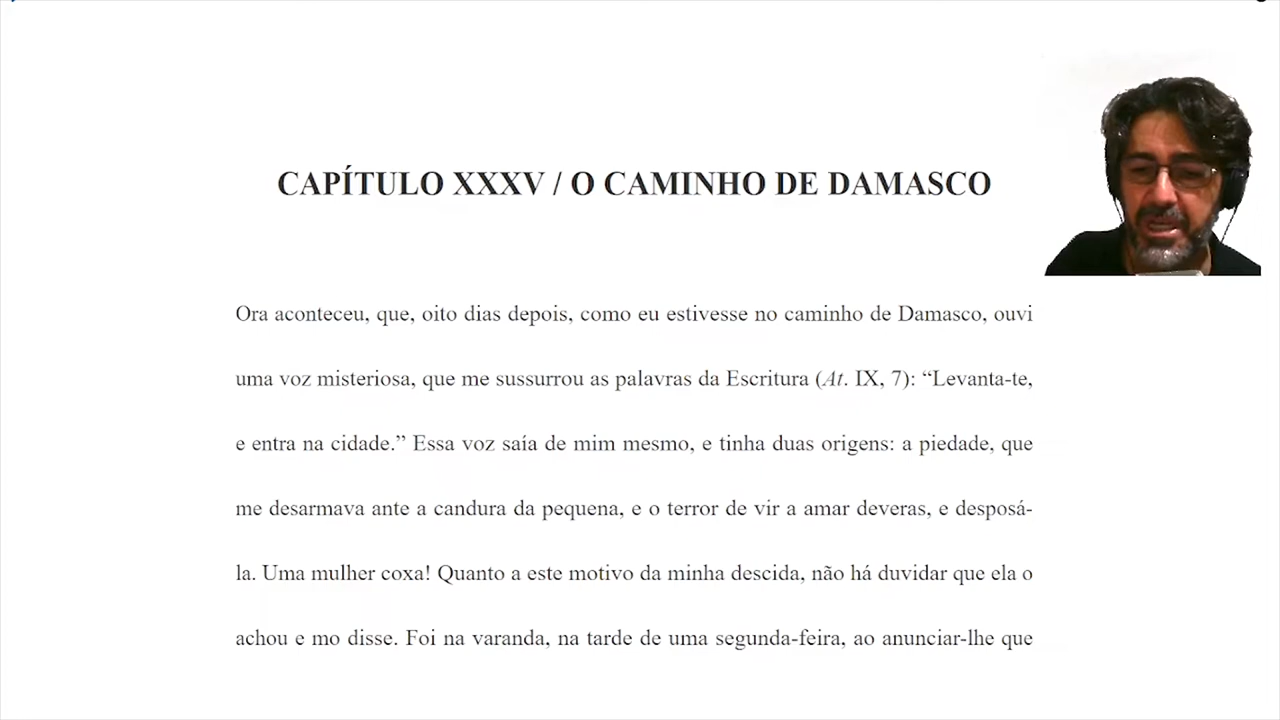 CAPÍTULO XXXV / O CAMINHO DE DAMASCO
Ora aconteceu, que, oito dias depois, como eu estivesse no caminho de Damasco, ouvi
uma voz misteriosa, que me sussurrou as palavras da Escritura (At. IX, 7): “Levanta-te,
e entra na cidade.” Essa voz saía de mim mesmo, e tinha duas origens: a piedade, que
me desarmava ante a candura da pequena, e o terror de vir a amar deveras, e desposá-
la. Uma mulher coxa! Quanto a este motivo da minha descida, não há duvidar que ela o
achou e mo disse. Foi na varanda, na tarde de uma segunda-feira, ao anunciar-lhe que